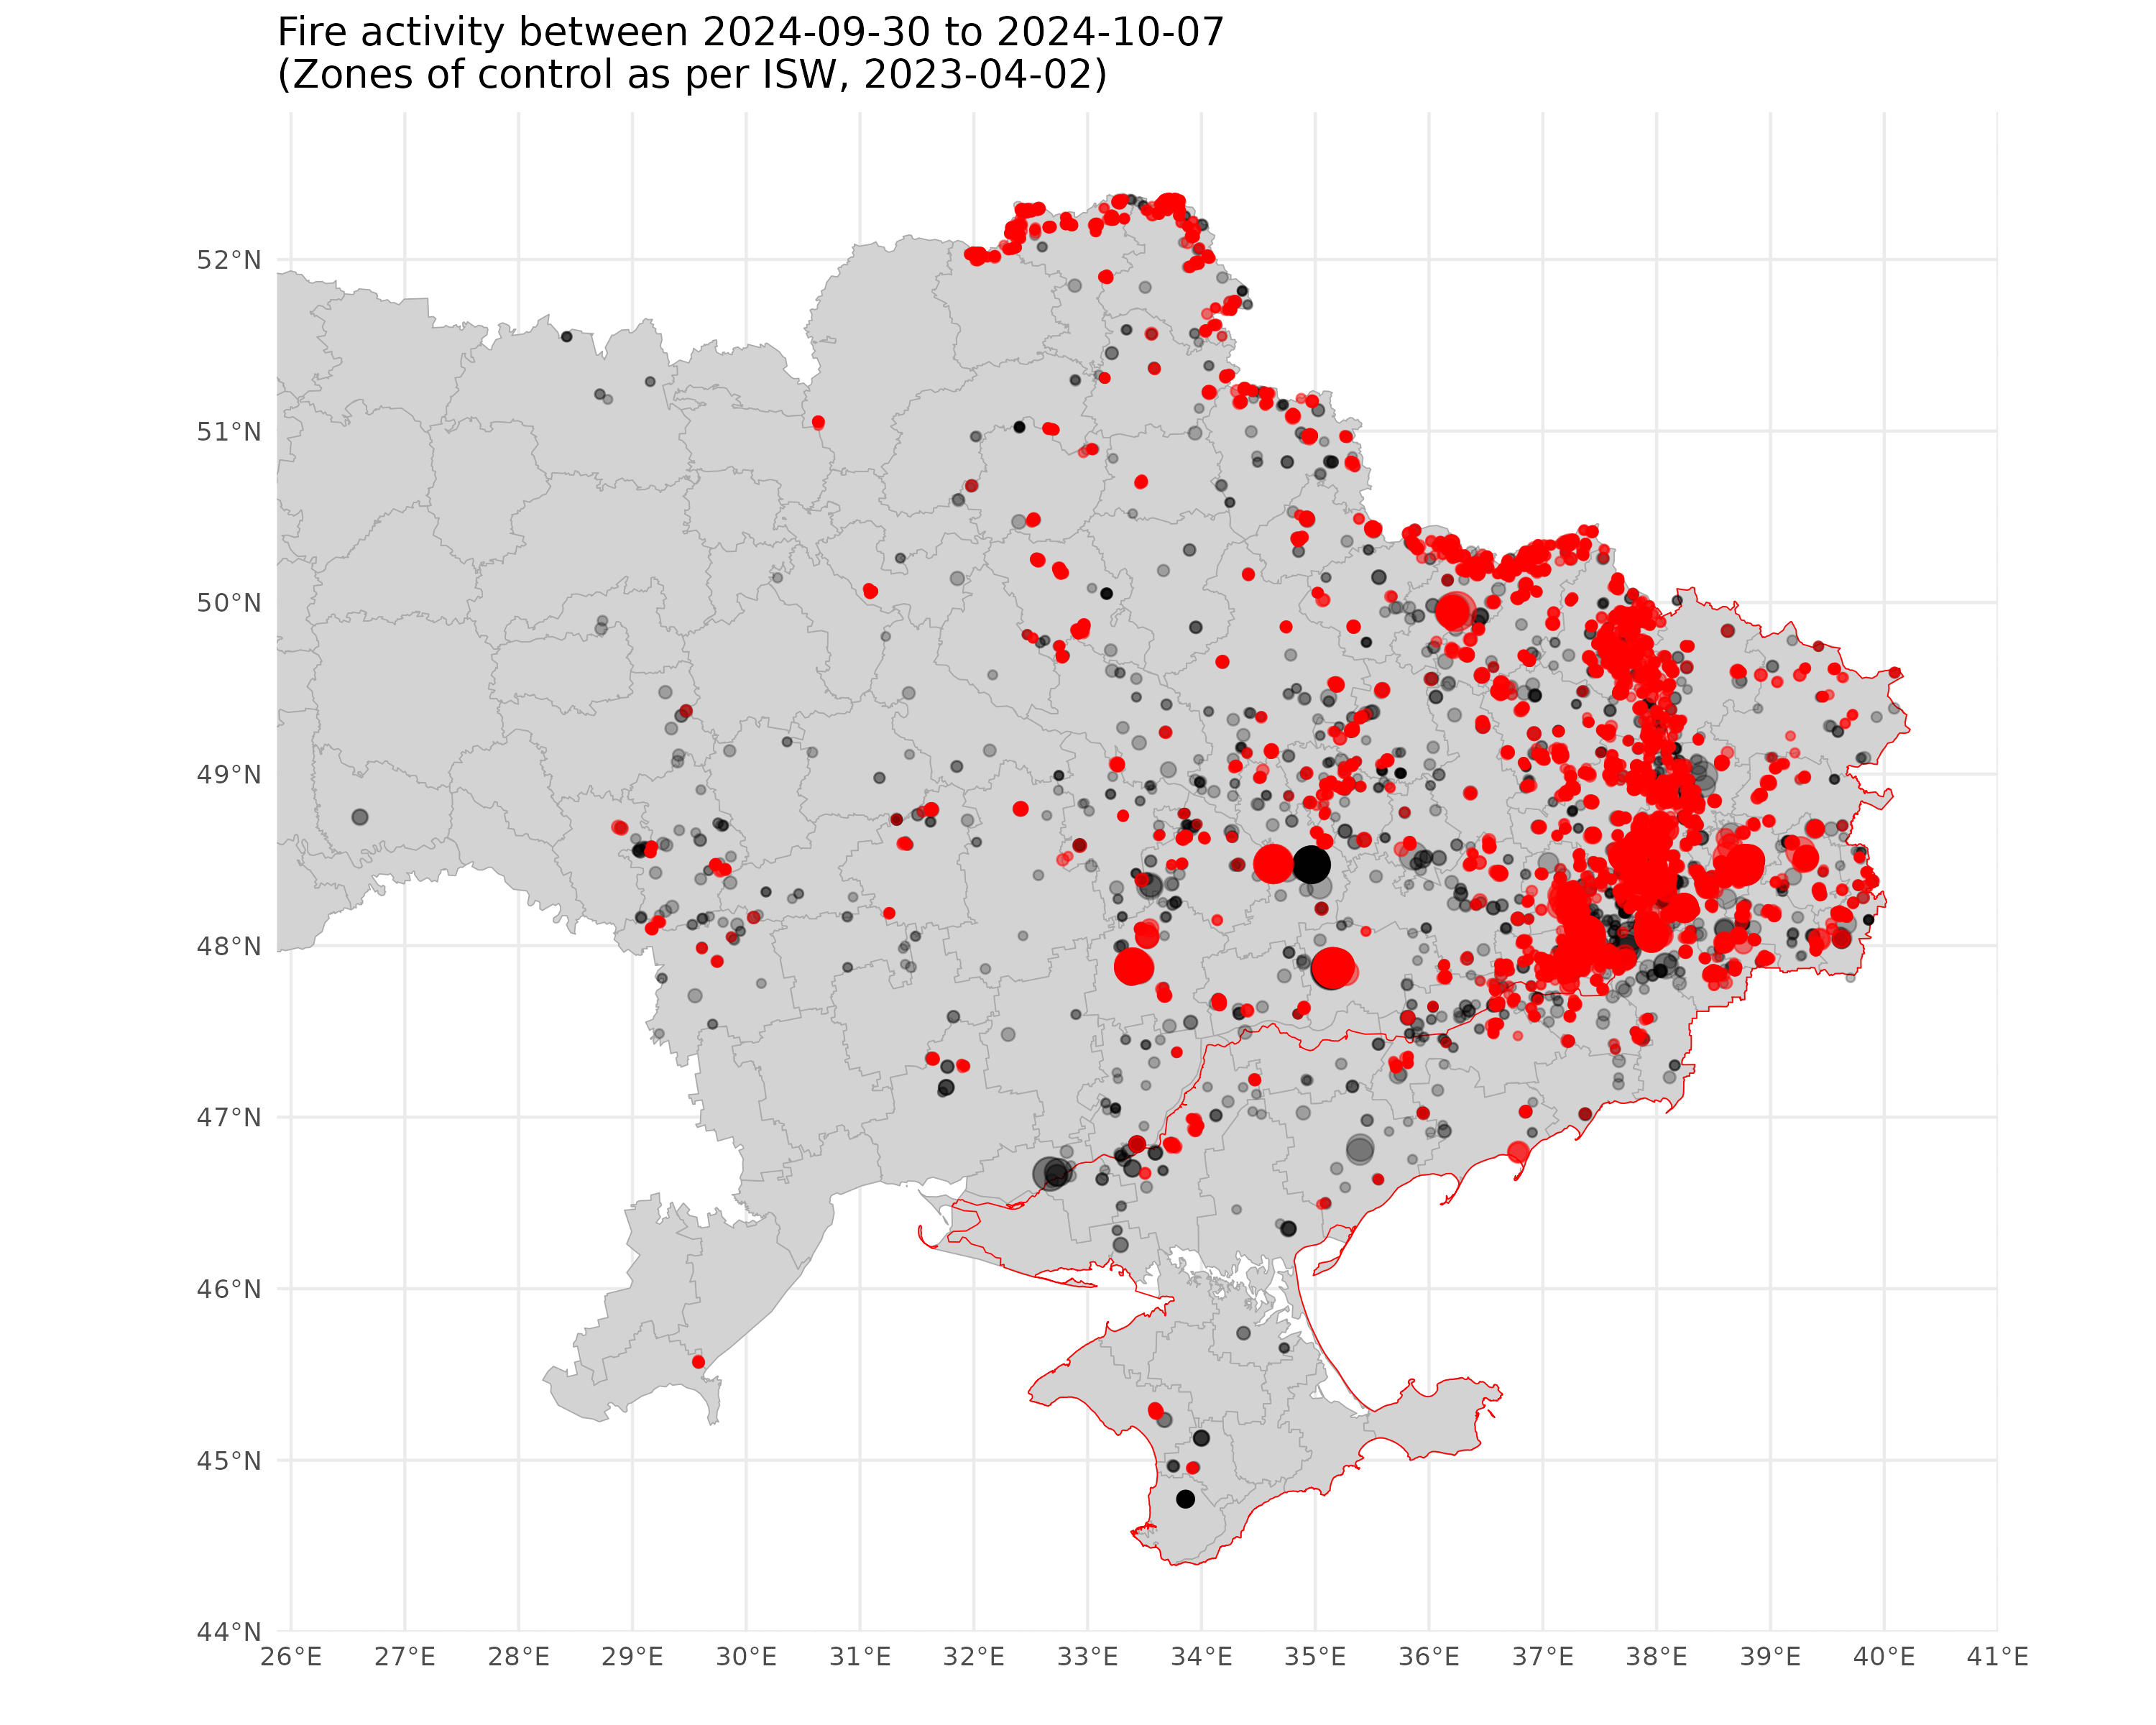 Fire activity between 2024-09-30 to 2024-10-07
(Zones of control as per ISW, 2023-04-02)
52°N
51°N
50°N
49°N
48°N
47°N
46°N
45°N
44°N
26°E 27°E 28°E 29°E 30°E 31°E 32°E 33°E 34°E 35°E 36°E 37°E 38°E 39°E 40°E 41°E